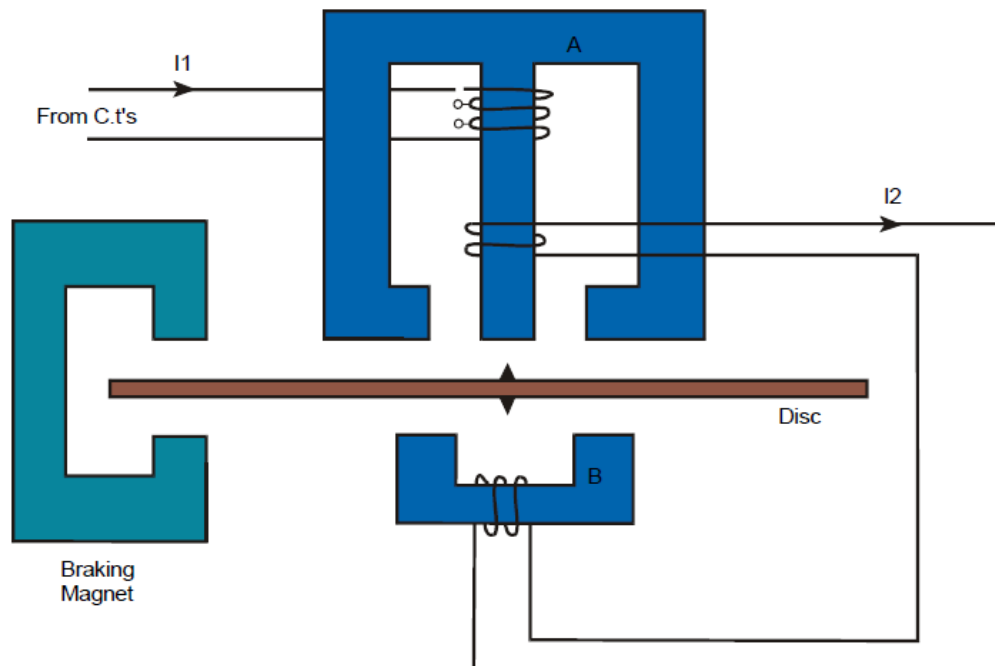 A
I1
From C.t's
I2
Disc
B
Braking
Magnet